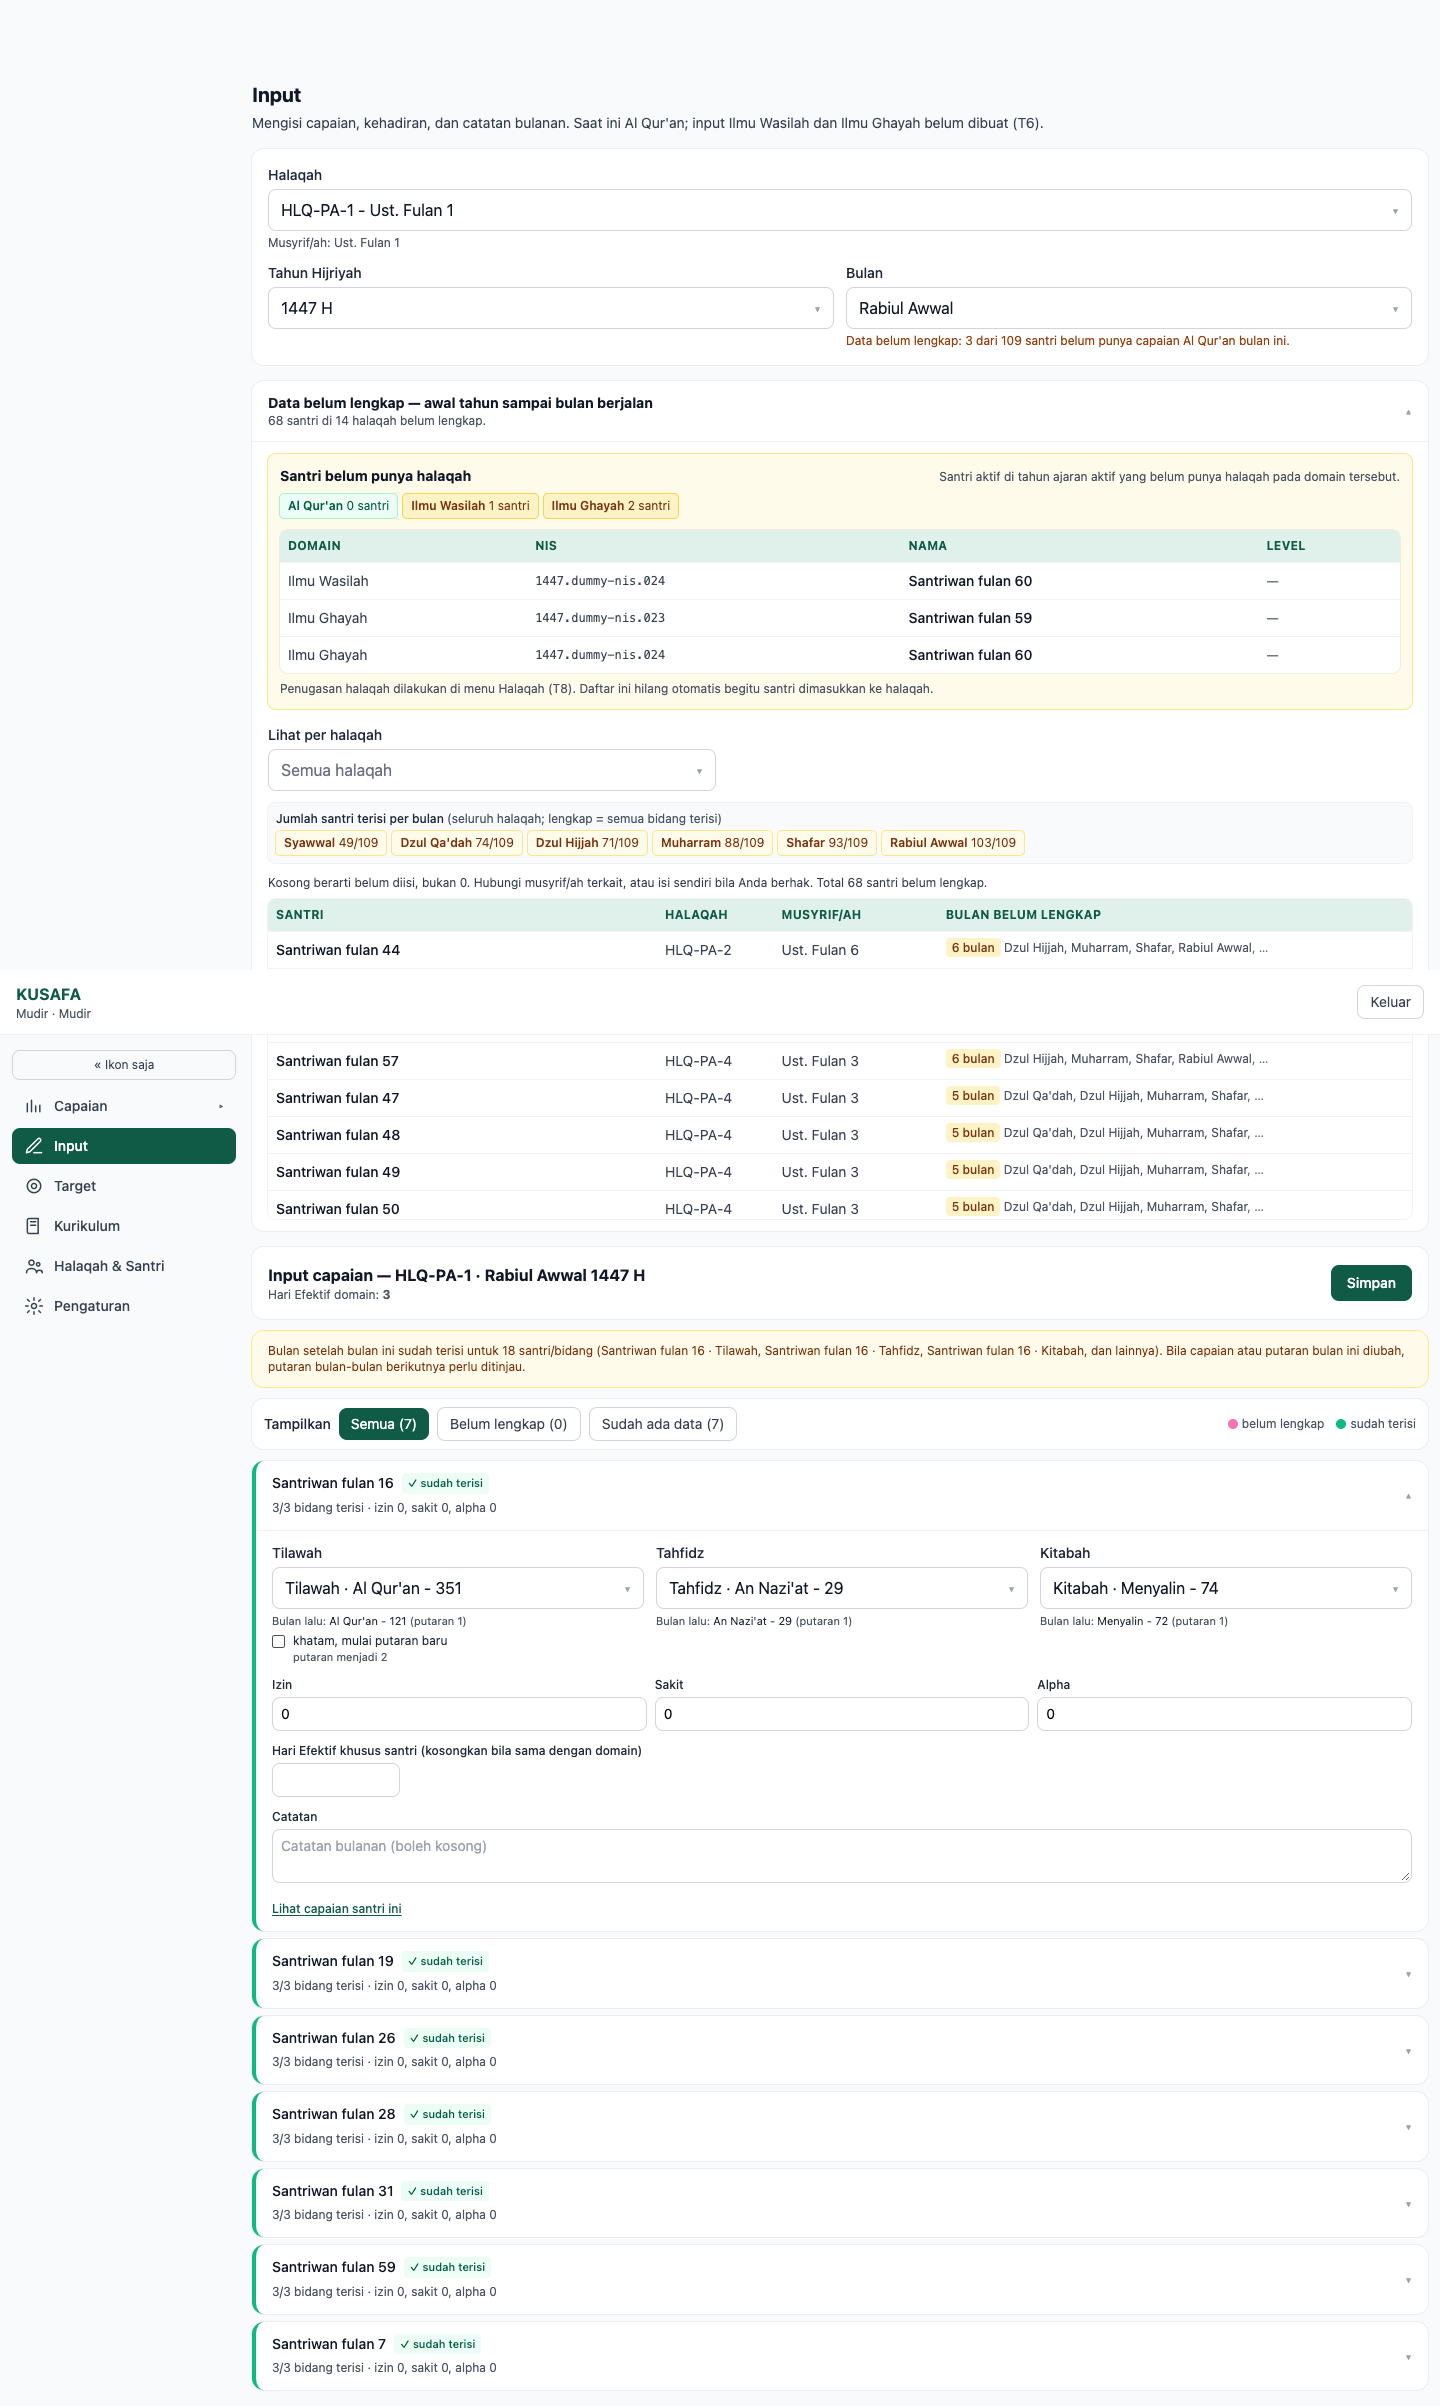 Input
Mengisi capaian, kehadiran, dan catatan bulanan. Saat ini Al Qur'an; input Ilmu Wasilah dan Ilmu Ghayah belum dibuat (T6).
Halaqah
HLQ-PA-1 - Ust. Fulan 1
Musyrif/ah: Ust. Fulan 1
Tahun Hijriyah
Bulan
1447 H
Rabiul Awwal
Data belum lengkap: 3 dari 109 santri belum punya capaian Al Qur'an bulan ini.
Data belum lengkap — awal tahun sampai bulan berjalan
68 santri di 14 halaqah belum lengkap.
Santri belum punya halaqah
Santri aktif di tahun ajaran aktif yang belum punya halaqah pada domain tersebut.
Al Qur'an 0 santri
Ilmu Wasilah 1 santri
Ilmu Ghayah 2 santri
DOMAIN NIS NAMA LEVEL
Ilmu Wasilah 1447.dummy-nis.024 Santriwan fulan 60 —
Ilmu Ghayah 1447.dummy-nis.023 Santriwan fulan 59 —
Ilmu Ghayah 1447.dummy-nis.024 Santriwan fulan 60 —
Penugasan halaqah dilakukan di menu Halaqah (T8). Daftar ini hilang otomatis begitu santri dimasukkan ke halaqah.
Lihat per halaqah
Semua halaqah
Jumlah santri terisi per bulan (seluruh halaqah; lengkap = semua bidang terisi)
Syawwal 49/109 Dzul Qa'dah 74/109 Dzul Hijjah 71/109 Muharram 88/109 Shafar 93/109 Rabiul Awwal 103/109
Kosong berarti belum diisi, bukan 0. Hubungi musyrif/ah terkait, atau isi sendiri bila Anda berhak. Total 68 santri belum lengkap.
SANTRI HALAQAH MUSYRIF/AH BULAN BELUM LENGKAP
Santriwan fulan 44 HLQ-PA-2 Ust. Fulan 6 6 bulan Dzul Hijjah, Muharram, Shafar, Rabiul Awwal, ...
KUSAFA
Mudir · Mudir
Keluar
« Ikon saja
Capaian
Input
Target
Kurikulum
Halaqah & Santri
Pengaturan
Santriwan fulan 57 HLQ-PA-4 Ust. Fulan 3 6 bulan Dzul Hijjah, Muharram, Shafar, Rabiul Awwal, ...
Santriwan fulan 47 HLQ-PA-4 Ust. Fulan 3 5 bulan Dzul Qa'dah, Dzul Hijjah, Muharram, Shafar, ...
Santriwan fulan 48 HLQ-PA-4 Ust. Fulan 3 5 bulan Dzul Qa'dah, Dzul Hijjah, Muharram, Shafar, ...
Santriwan fulan 49 HLQ-PA-4 Ust. Fulan 3 5 bulan Dzul Qa'dah, Dzul Hijjah, Muharram, Shafar, ...
Santriwan fulan 50 HLQ-PA-4 Ust. Fulan 3 5 bulan Dzul Qa'dah, Dzul Hijjah, Muharram, Shafar, ...
Input capaian — HLQ-PA-1 · Rabiul Awwal 1447 H
Hari Efektif domain: 3
Simpan
Bulan setelah bulan ini sudah terisi untuk 18 santri/bidang (Santriwan fulan 16 · Tilawah, Santriwan fulan 16 · Tahfidz, Santriwan fulan 16 · Kitabah, dan lainnya). Bila capaian atau putaran bulan ini diubah,
putaran bulan-bulan berikutnya perlu ditinjau.
Tampilkan Semua (7) Belum lengkap (0) Sudah ada data (7)
belum lengkap sudah terisi
Santriwan fulan 16 ✓ sudah terisi
3/3 bidang terisi · izin 0, sakit 0, alpha 0
Tilawah Tahfidz Kitabah
Tilawah · Al Qur'an - 351
Tahfidz · An Nazi'at - 29
Kitabah · Menyalin - 74
Bulan lalu: Al Qur'an - 121 (putaran 1)
Bulan lalu: An Nazi'at - 29 (putaran 1)
Bulan lalu: Menyalin - 72 (putaran 1)
khatam, mulai putaran baru
putaran menjadi 2
Izin Sakit Alpha
0 0 0
Hari Efektif khusus santri (kosongkan bila sama dengan domain)
Catatan
Catatan bulanan (boleh kosong)
Lihat capaian santri ini
Santriwan fulan 19 ✓ sudah terisi
3/3 bidang terisi · izin 0, sakit 0, alpha 0
Santriwan fulan 26 ✓ sudah terisi
3/3 bidang terisi · izin 0, sakit 0, alpha 0
Santriwan fulan 28 ✓ sudah terisi
3/3 bidang terisi · izin 0, sakit 0, alpha 0
Santriwan fulan 31 ✓ sudah terisi
3/3 bidang terisi · izin 0, sakit 0, alpha 0
Santriwan fulan 59 ✓ sudah terisi
3/3 bidang terisi · izin 0, sakit 0, alpha 0
Santriwan fulan 7 ✓ sudah terisi
3/3 bidang terisi · izin 0, sakit 0, alpha 0